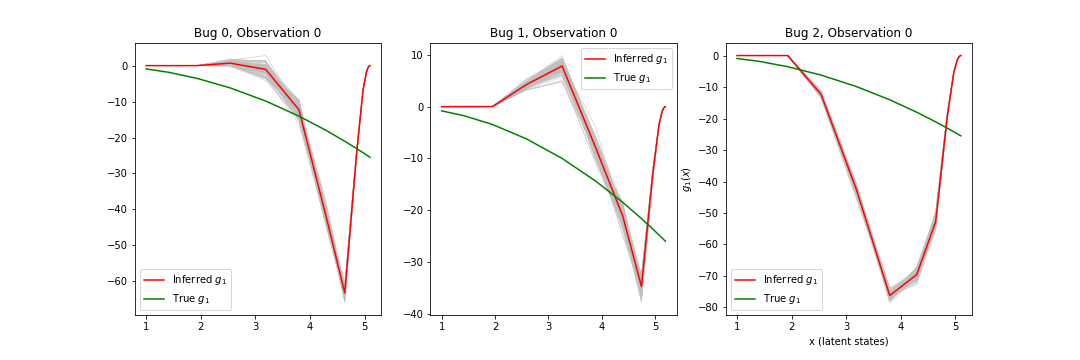 Bug 0, Observation 0
0
−10
−20
−30
−40
−50
−60
1 2 3 4 5
Inferred g₁
True g₁
Bug 1, Observation 0
10
0
−10
−20
−30
−40
1 2 3 4 5
Inferred g₁
True g₁
Bug 2, Observation 0
g₁(x)
0
−10
−20
−30
−40
−50
−60
−70
−80
1 2 3 4 5
x (latent states)
Inferred g₁
True g₁